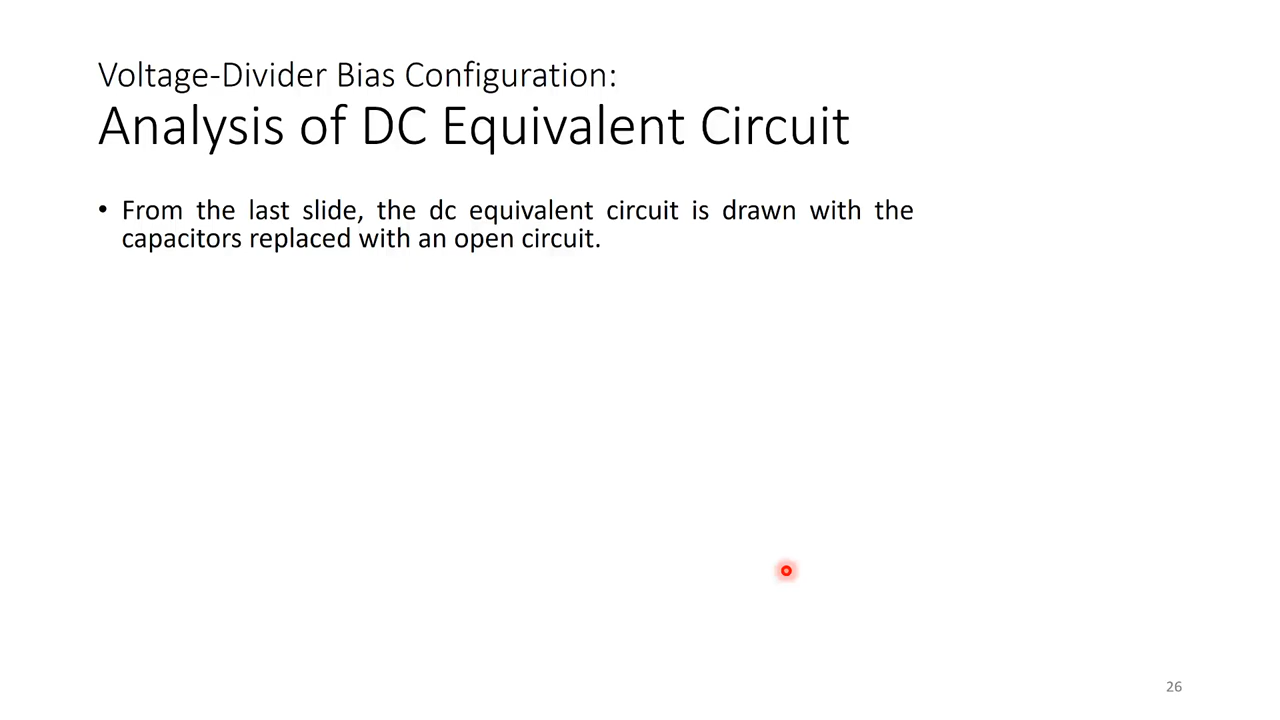 Voltage-Divider Bias Configuration:
Analysis of DC Equivalent Circuit
• From the last slide, the dc equivalent circuit is drawn with the
capacitors replaced with an open circuit.
26